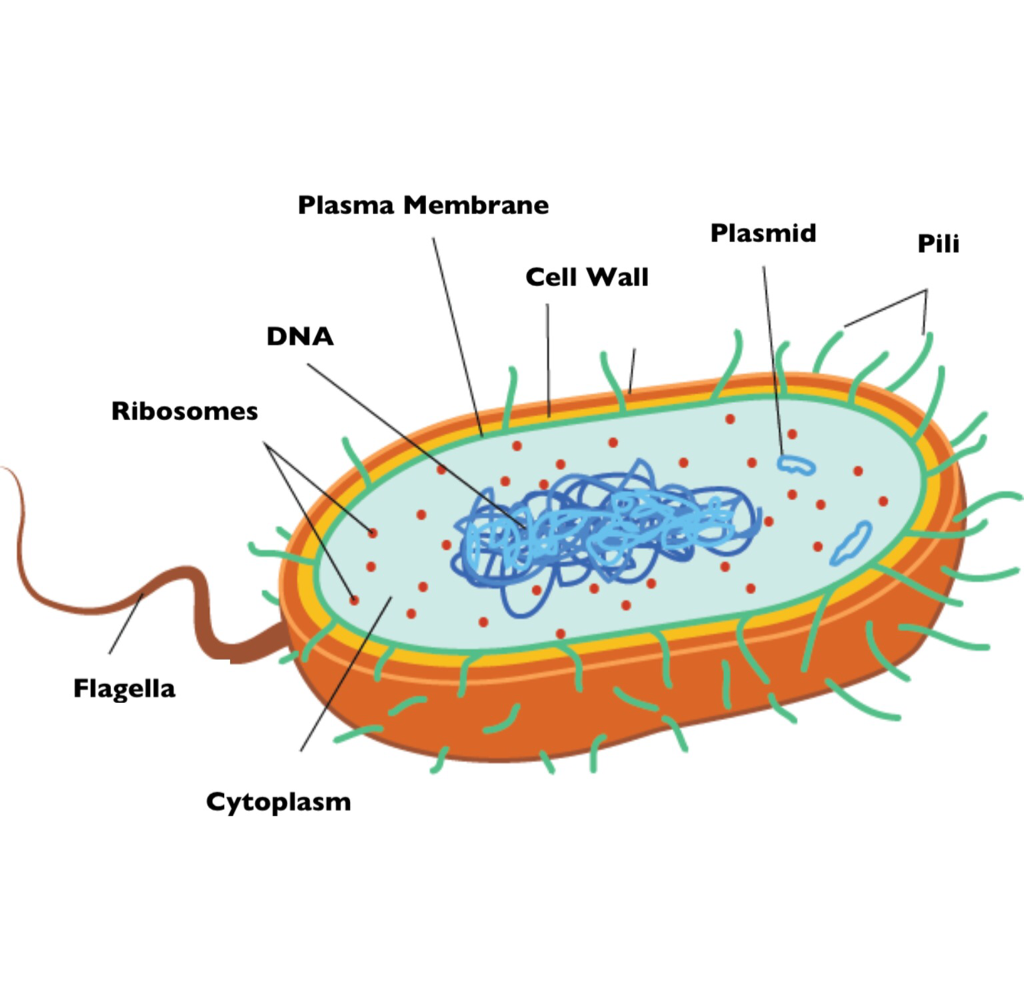 Plasma Membrane
Plasmid
Pili
Cell Wall
DNA
Ribosomes
Flagella
Cytoplasm